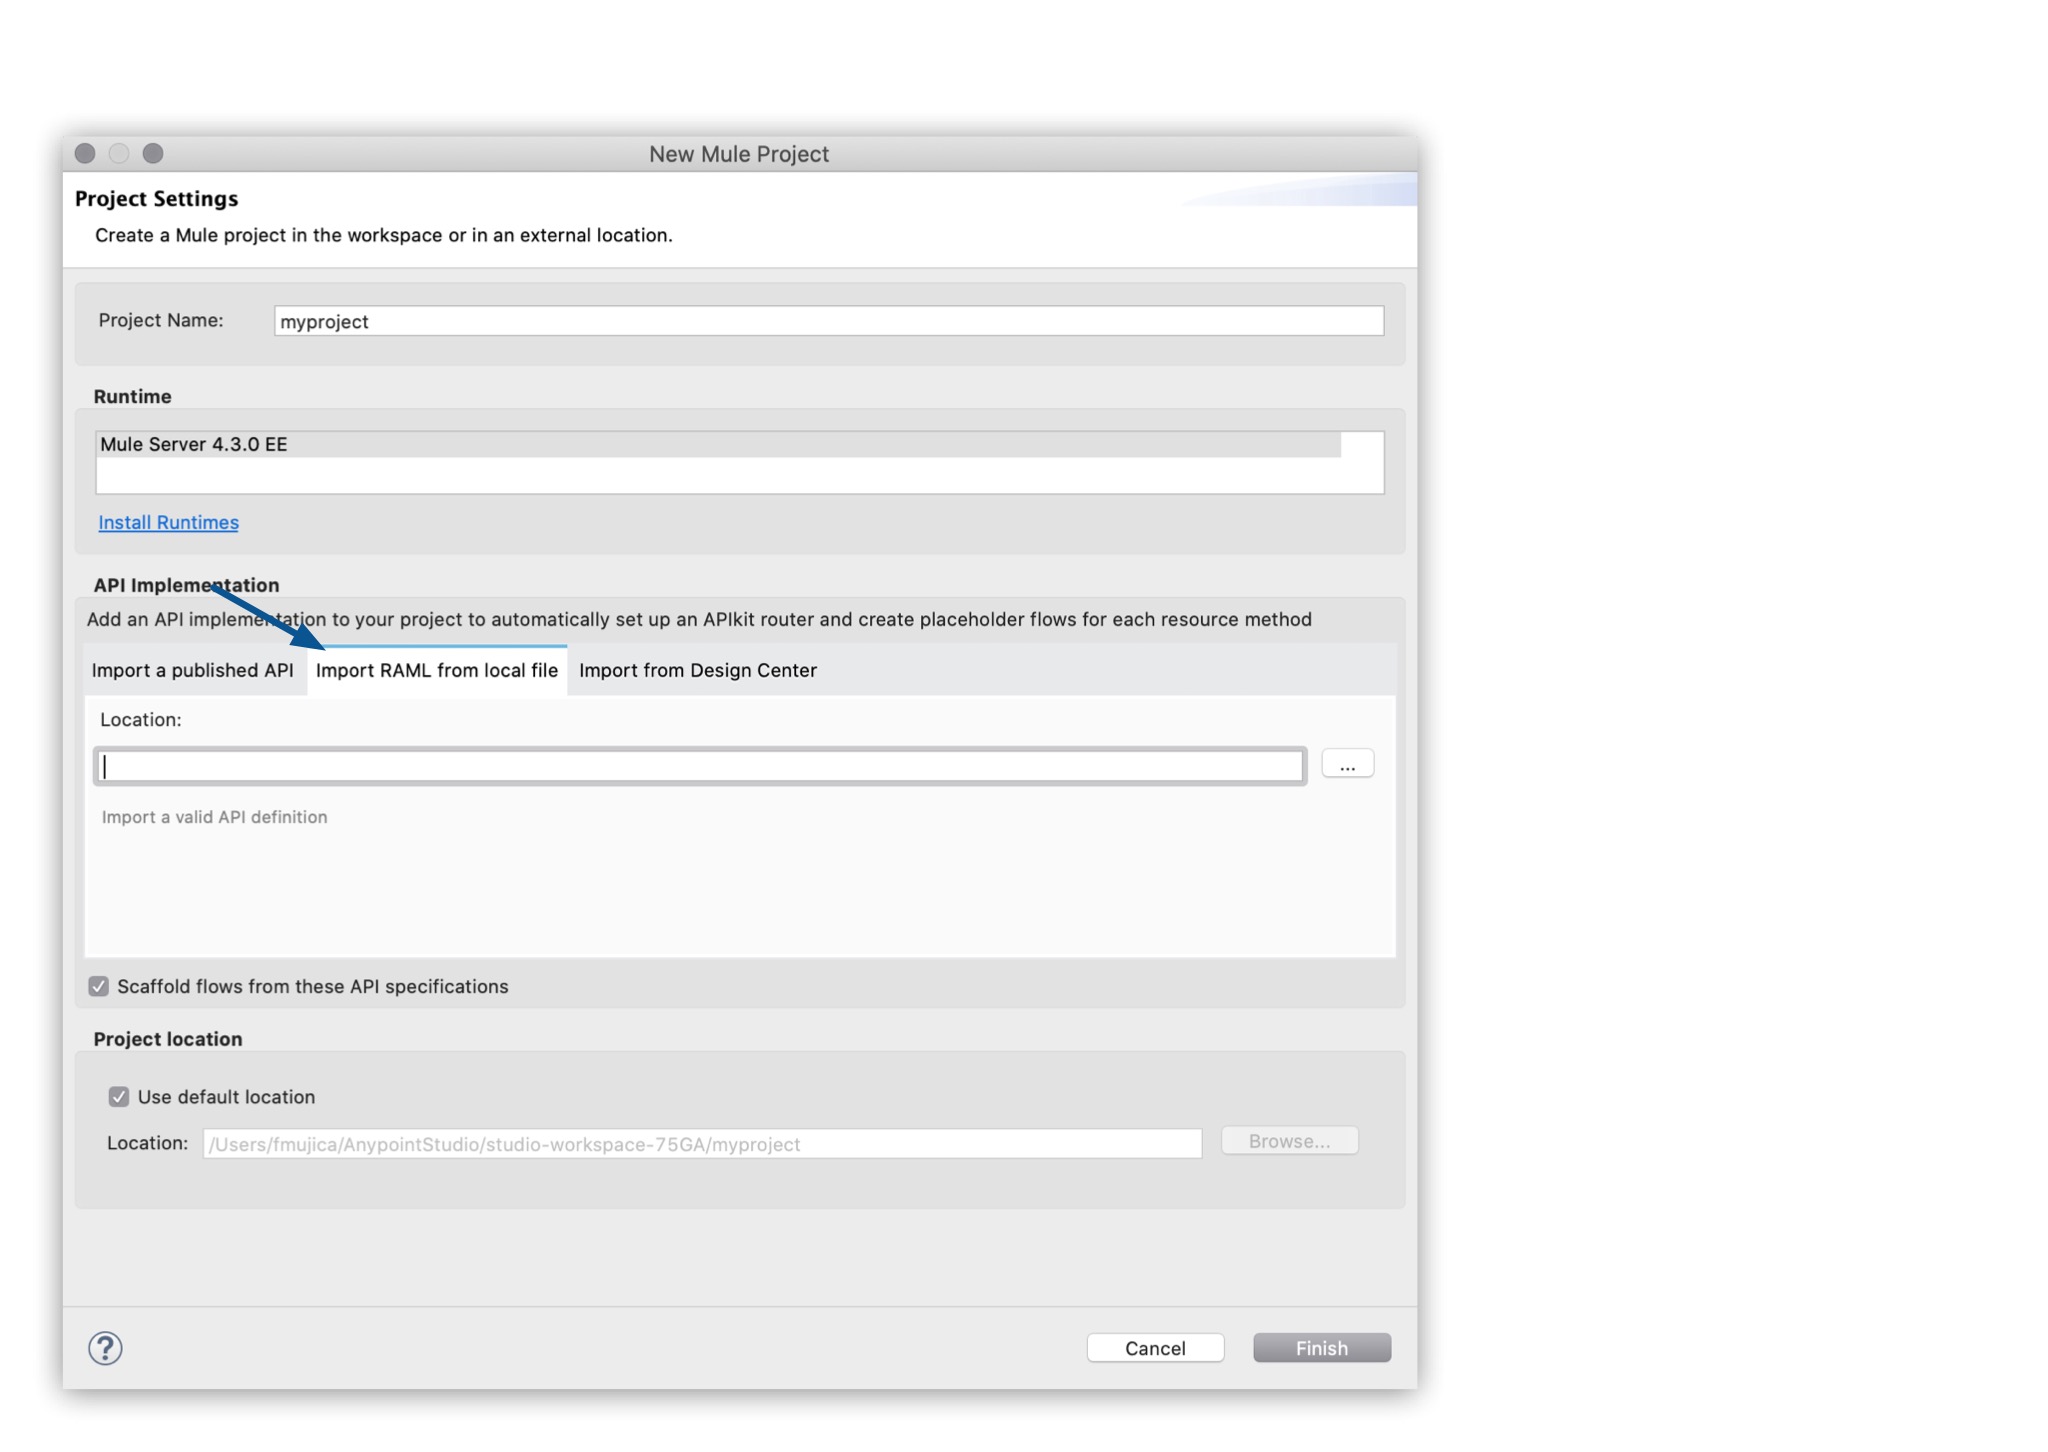 New Mule Project
Project Settings
Create a Mule project in the workspace or in an external location.
Project Name: myproject
Runtime
Mule Server 4.3.0 EE
Install Runtimes
API Implementation
Add an API implementation to your project to automatically set up an APIkit router and create placeholder flows for each resource method
Import a published API Import RAML from local file Import from Design Center
Location:
...
Import a valid API definition
Scaffold flows from these API specifications
Project location
Use default location
Location: /Users/fmujica/AnypointStudio/studio-workspace-75GA/myproject Browse...
? Cancel Finish